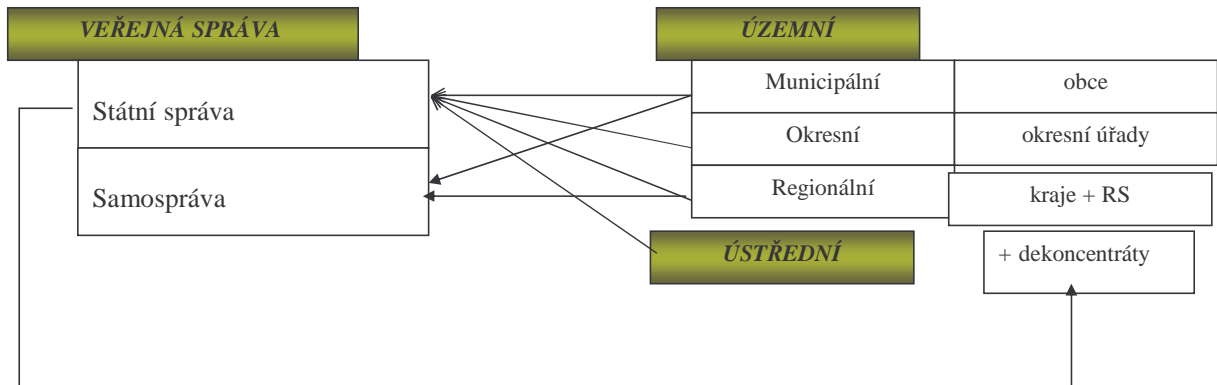 VEŘEJNÁ SPRÁVA
Státní správa
Samospráva
ÚZEMNÍ
Municipální obce
Okresní okresní úřady
Regionální kraje + RS
ÚSTŘEDNÍ
+ dekoncentráty